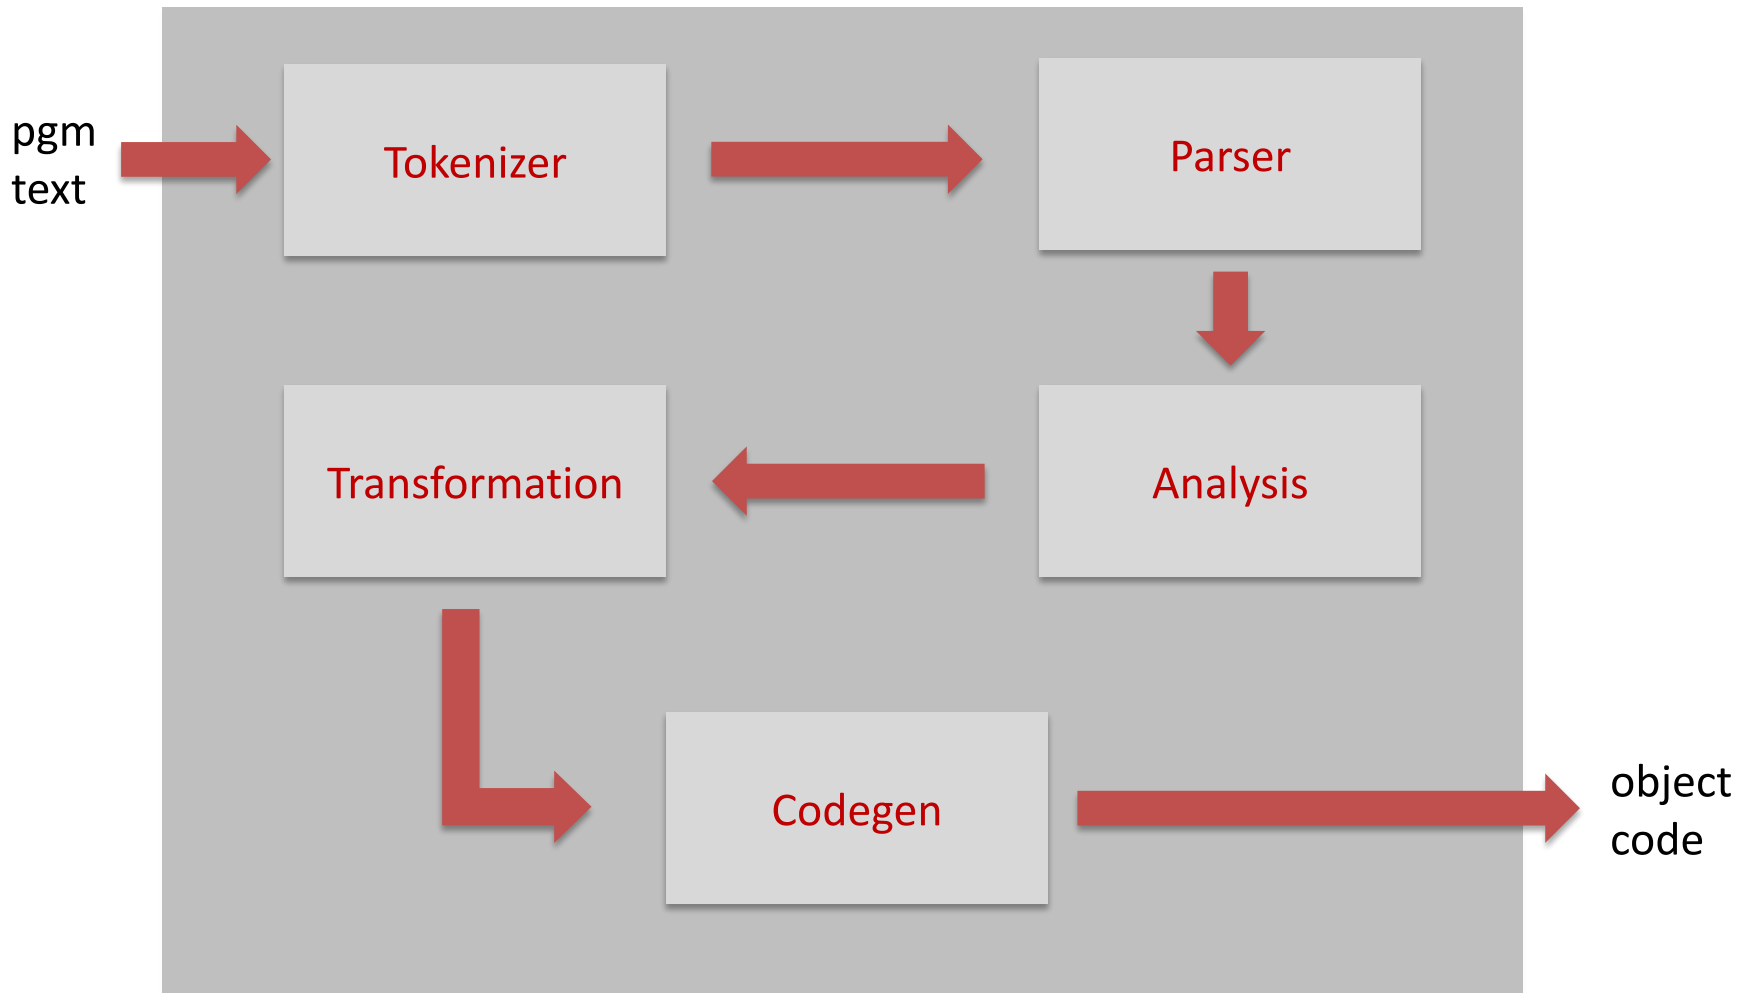 pgm
text
Tokenizer
Parser
Transformation
Analysis
Codegen
object
code